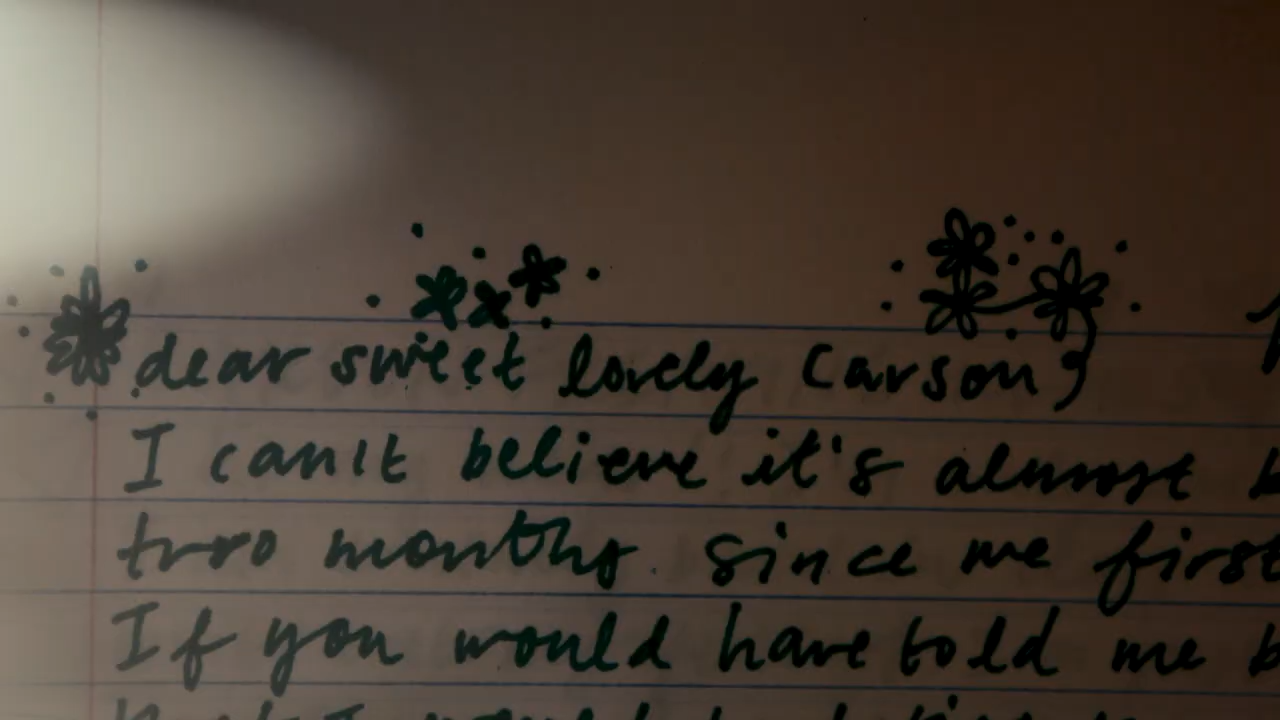 dear sweet lovely Carson,
I can't believe it's almost
two months since we first
If you would have told me